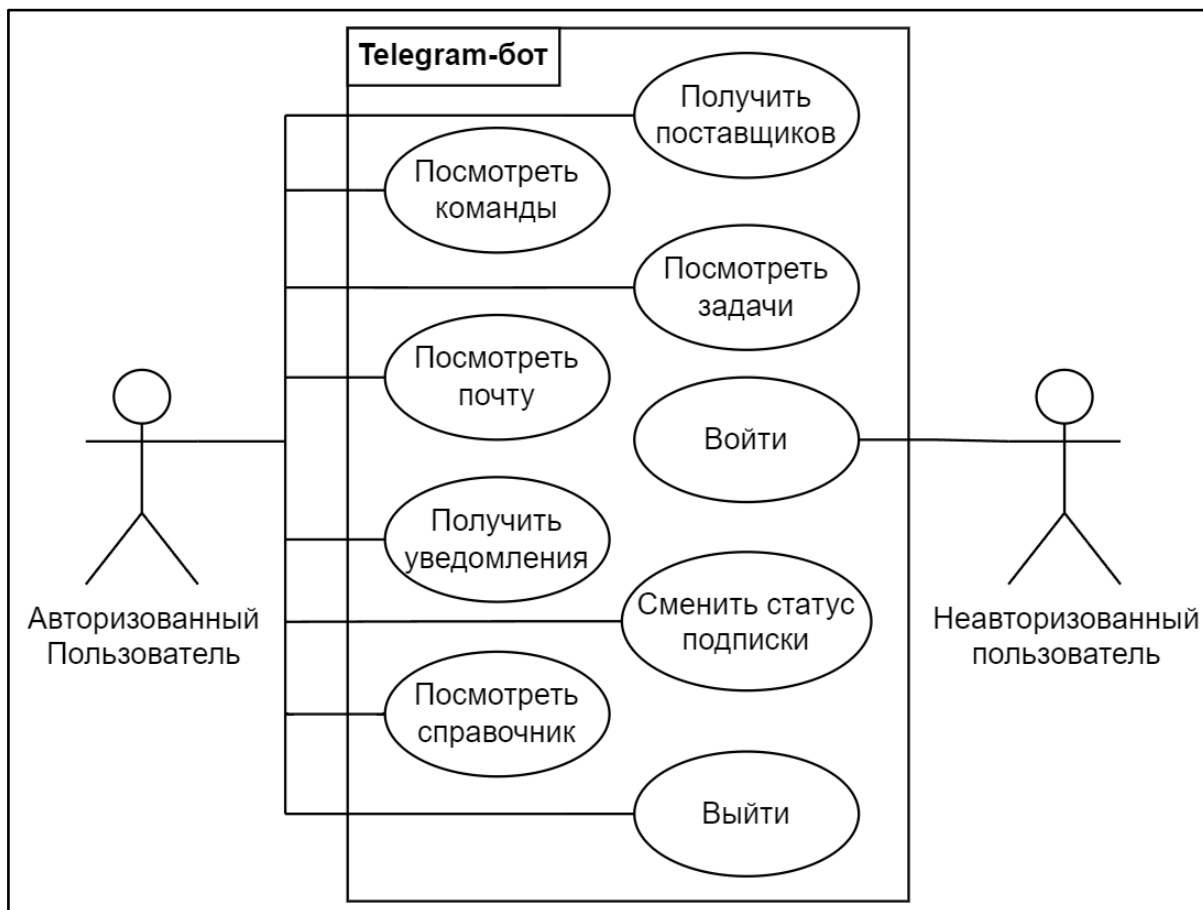 Telegram-бот
Получить
поставщиков
Посмотреть
команды
Посмотреть
задачи
Посмотреть
почту
Войти
Получить
уведомления
Сменить статус
подписки
Авторизованный
Пользователь
Неавторизованный
пользователь
Посмотреть
справочник
Выйти